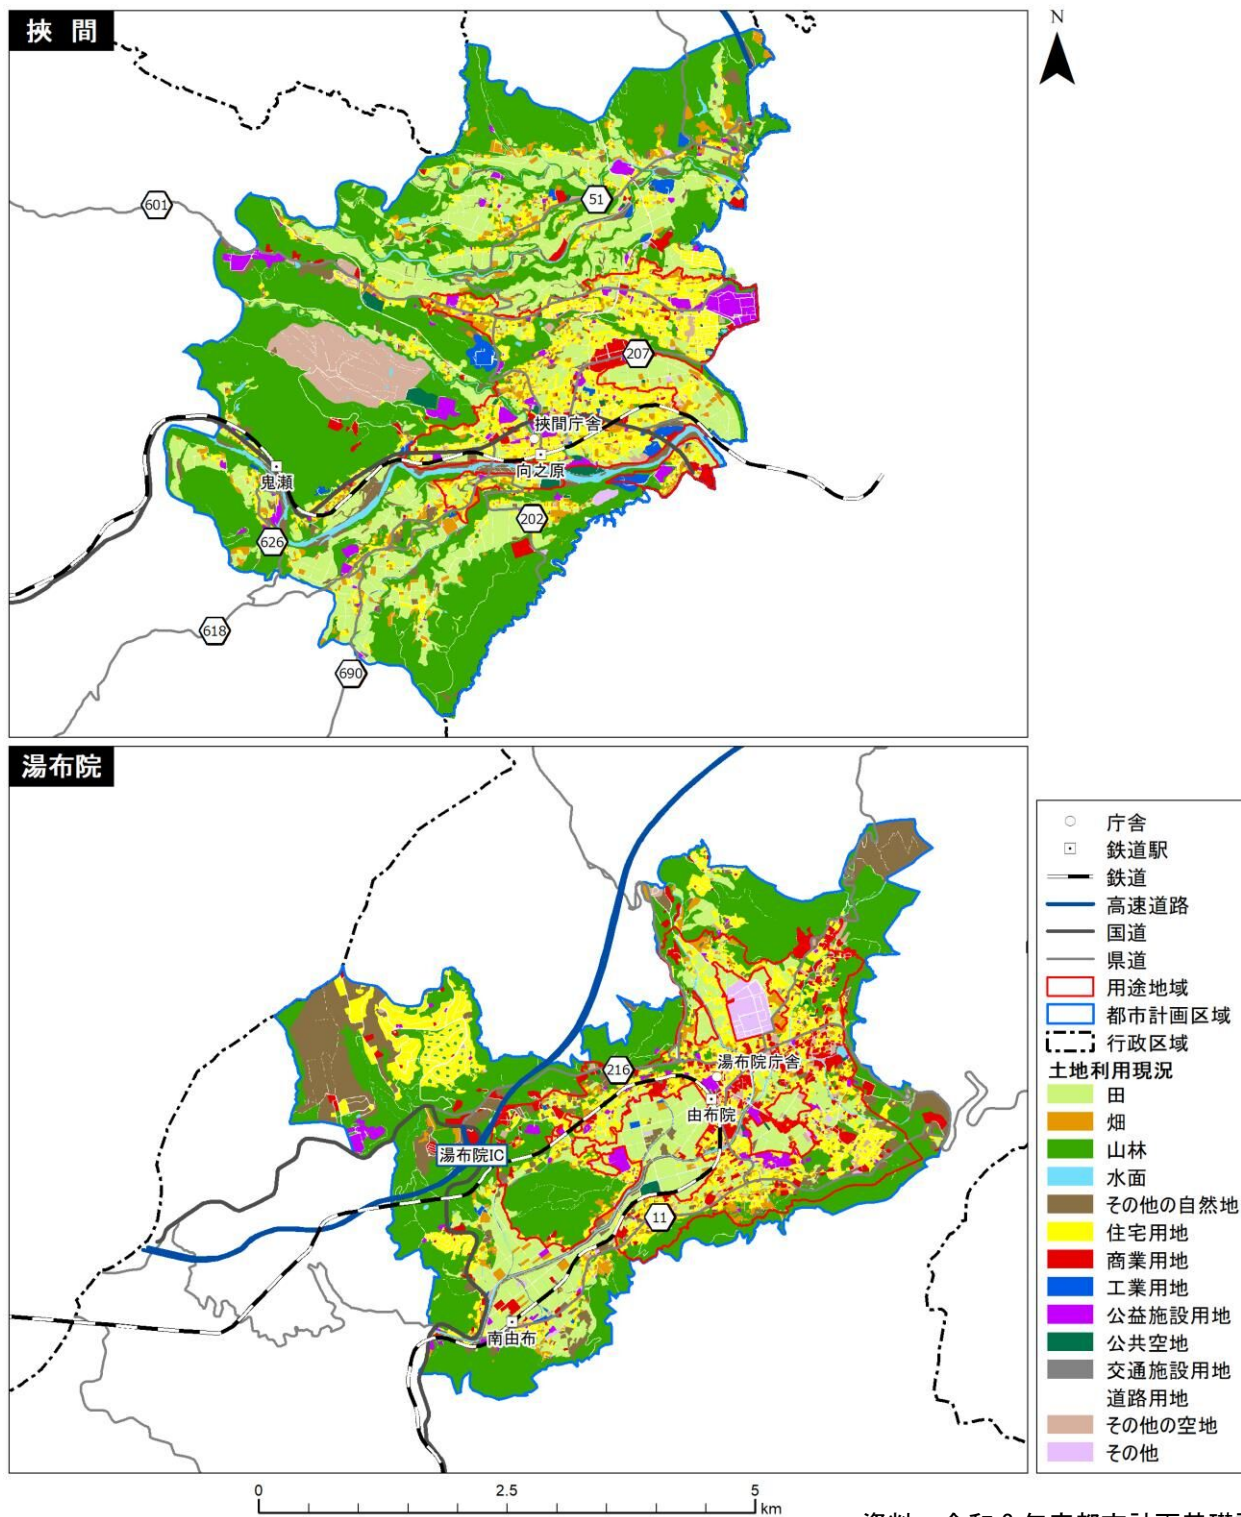 挾 間
N
601
51
207
挾間庁舎
向之原
鬼瀬
202
626
618
690
湯布院
216
湯布院庁舎
由布院
湯布院IC
11
南由布
庁舎
鉄道駅
鉄道
高速道路
国道
県道
用途地域
都市計画区域
行政区域
土地利用現況
田
畑
山林
水面
その他の自然地
住宅用地
商業用地
工業用地
公益施設用地
公共空地
交通施設用地
道路用地
その他の空地
その他
0 2.5 5
km